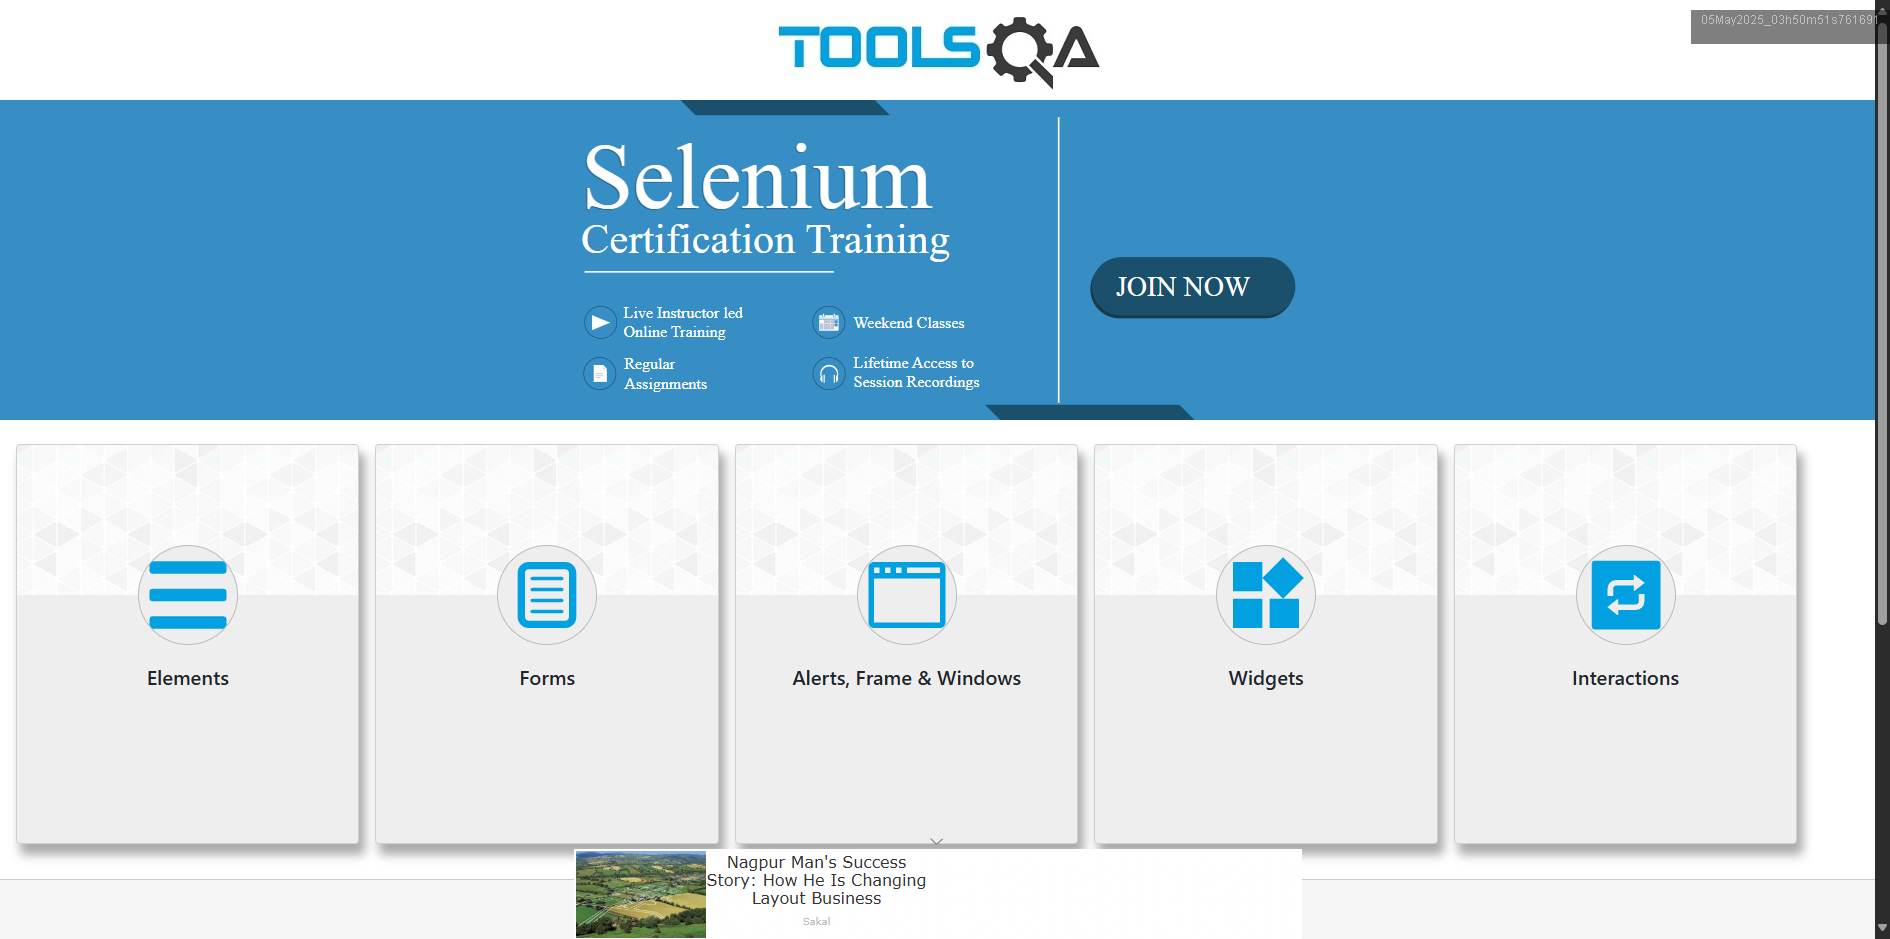 TOOLSQA
05May2025_03h50m51s761691
Selenium
Certification Training
Live Instructor led
Online Training
Weekend Classes
Regular
Assignments
Lifetime Access to
Session Recordings
JOIN NOW
Elements
Forms
Alerts, Frame & Windows
Widgets
Interactions
Nagpur Man's Success
Story: How He Is Changing
Layout Business
Sakal